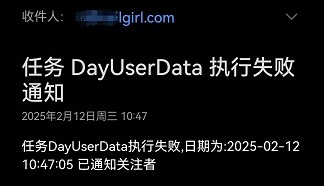 收件人：ilgirl.com
任务 DayUserData 执行失败
通知
2025年2月12日周三 10:47
任务DayUserData执行失败,日期为:2025-02-12
10:47:05 已通知关注者